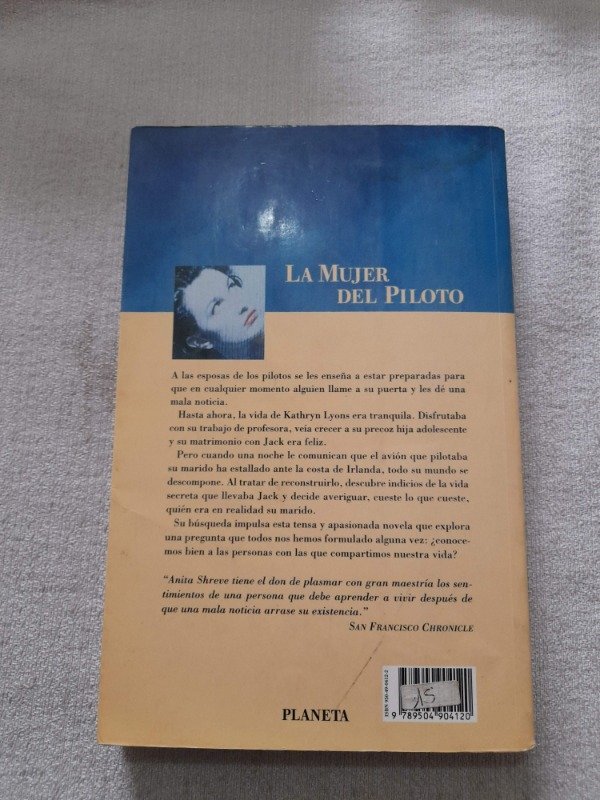 LA MUJER
DEL PILOTO
A las esposas de los pilotos se les enseña a estar preparadas para
que en cualquier momento alguien llame a su puerta y les dé una
mala noticia.
Hasta ahora, la vida de Kathryn Lyons era tranquila. Disfrutaba
con su trabajo de profesora, veia crecer a su precoz hija adolescente
y su matrimonio con Jack era feliz.
Pero cuando una noche le comunican que el avión que pilotaba
su marido ha estallado ante la costa de Irlanda, todo su mundo se
descompone. Al tratar de reconstruirlo, descubre indicios de la vida
secreta que llevaba Jack y decide averiguar, cueste lo que cueste,
quién era en realidad su marido.
Su búsqueda impulsa esta tensa y apasionada novela que explora
una pregunta que todos nos hemos formulado alguna vez: ¿conoce-
mos bien a las personas con las que compartimos nuestra vida?
“Anita Shreve tiene el don de plasmar con gran maestría los sen-
timientos de una persona que debe aprender a vivir después de
que una mala noticia arrase su existencia.”
SAN FRANCISCO CHRONICLE
PLANETA
ISBN 950-49-0412-2
15
9 789504 904120